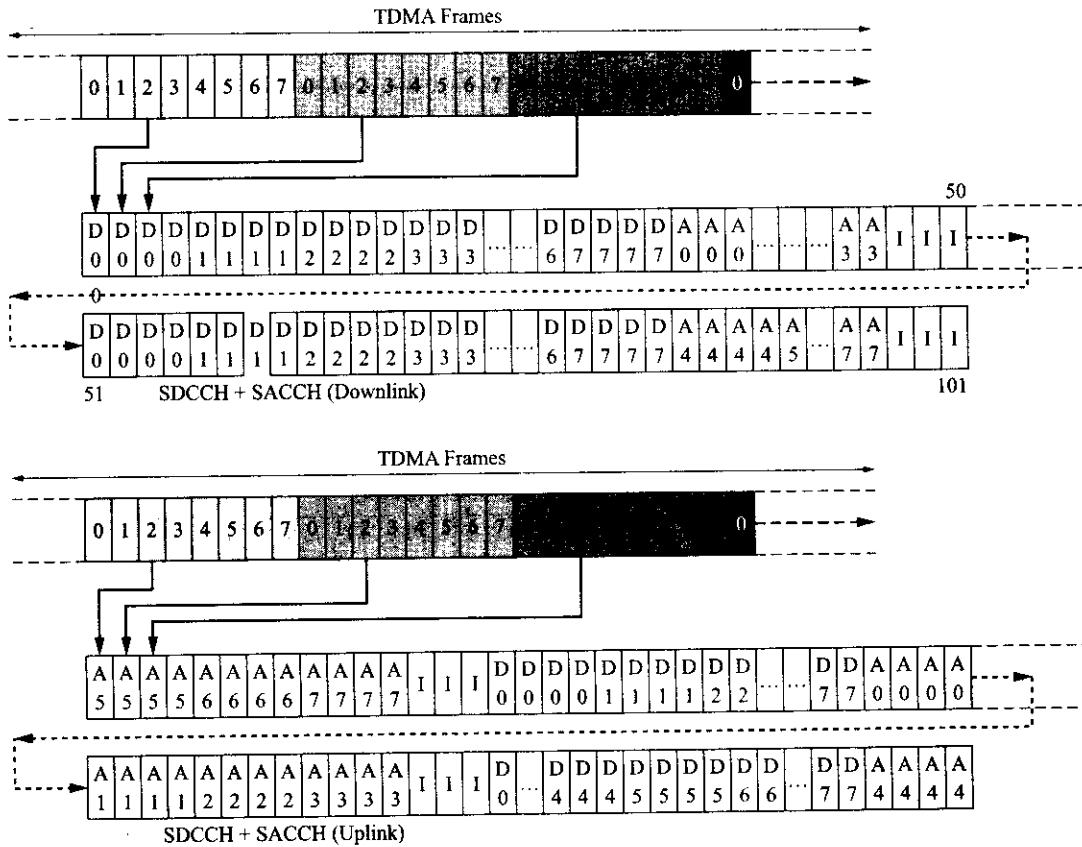 TDMA Frames
0 1 2 3 4 5 6 7 0 1 2 3 4 5 6 7 0
50
D D D D D D D D D D D D D D D ...... ...... D D D D D A A A ...... ... A A I I I
0 0 0 0 1 1 1 1 2 2 2 2 3 3 3 6 7 7 7 7 0 0 0 3 3
0
D D D D D D D D D D D D D D D ...... ...... D D D D D A A A A A ... A A I I I
0 0 0 0 1 1 1 1 2 2 2 2 3 3 3 6 7 7 7 7 4 4 4 4 5 7 7
51 SDCCH + SACCH (Downlink) 101
TDMA Frames
0 1 2 3 4 5 6 7 0 1 2 3 4 5 6 7 0
A A A A A A A A A A A A I I I D D D D D D D D D D ...... ...... D D A A A A
5 5 5 5 6 6 6 6 7 7 7 7 0 0 0 0 1 1 1 1 2 2 7 7 0 0 0 0
A A A A A A A A A A A A I I I D ... D D D D D D D D D ... D D A A A A
1 1 1 1 2 2 2 2 3 3 3 3 0 4 4 4 5 5 5 5 6 6 7 7 4 4 4 4
SDCCH + SACCH (Uplink)